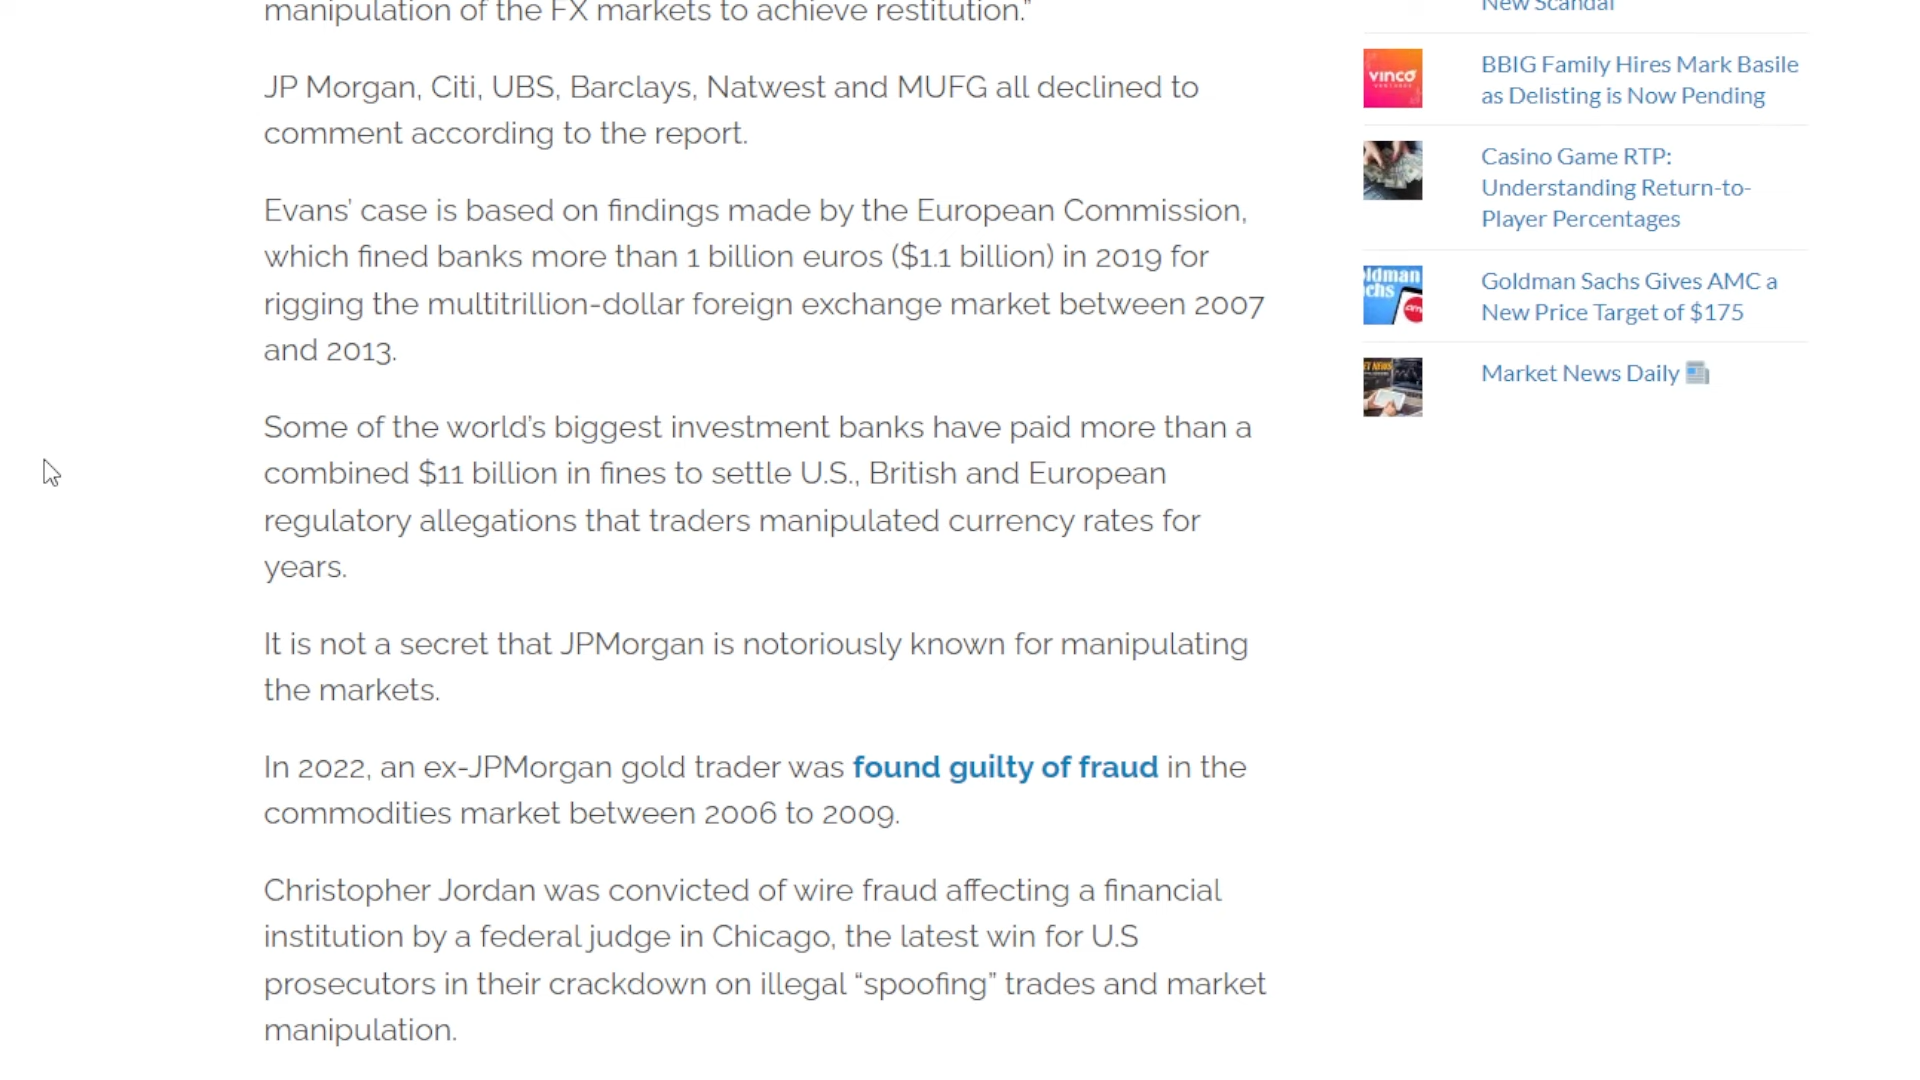 manipulation of the FX markets to achieve restitution.”
JP Morgan, Citi, UBS, Barclays, Natwest and MUFG all declined to
comment according to the report.
Evans’ case is based on findings made by the European Commission,
which fined banks more than 1 billion euros ($1.1 billion) in 2019 for
rigging the multitrillion-dollar foreign exchange market between 2007
and 2013.
Some of the world’s biggest investment banks have paid more than a
combined $11 billion in fines to settle U.S., British and European
regulatory allegations that traders manipulated currency rates for
years.
It is not a secret that JPMorgan is notoriously known for manipulating
the markets.
In 2022, an ex-JPMorgan gold trader was found guilty of fraud in the
commodities market between 2006 to 2009.
Christopher Jordan was convicted of wire fraud affecting a financial
institution by a federal judge in Chicago, the latest win for U.S
prosecutors in their crackdown on illegal “spoofing” trades and market
manipulation.
New Scandal
vinco
VENTURES
BBIG Family Hires Mark Basile
as Delisting is Now Pending
Casino Game RTP:
Understanding Return-to-
Player Percentages
ldman
chs
Goldman Sachs Gives AMC a
New Price Target of $175
ET NEWS
Market News Daily